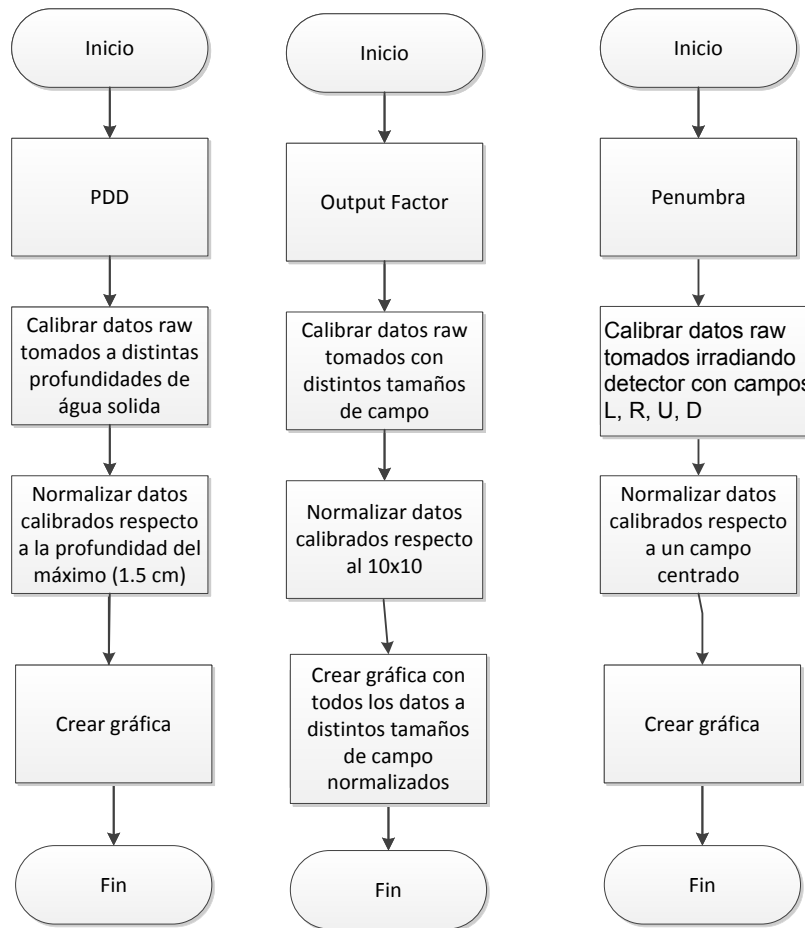 Inicio
PDD
Calibrar datos raw
tomados a distintas
profundidades de
água solida
Normalizar datos
calibrados respecto
a la profundidad del
máximo (1.5 cm)
Crear gráfica
Fin
Inicio
Output Factor
Calibrar datos raw
tomados con
distintos tamaños
de campo
Normalizar datos
calibrados respecto
al 10x10
Crear gráfica con
todos los datos a
distintos tamaños
de campo
normalizados
Fin
Inicio
Penumbra
Calibrar datos raw
tomados irradiando
detector con campos
L, R, U, D
Normalizar datos
calibrados respecto
a un campo
centrado
Crear gráfica
Fin